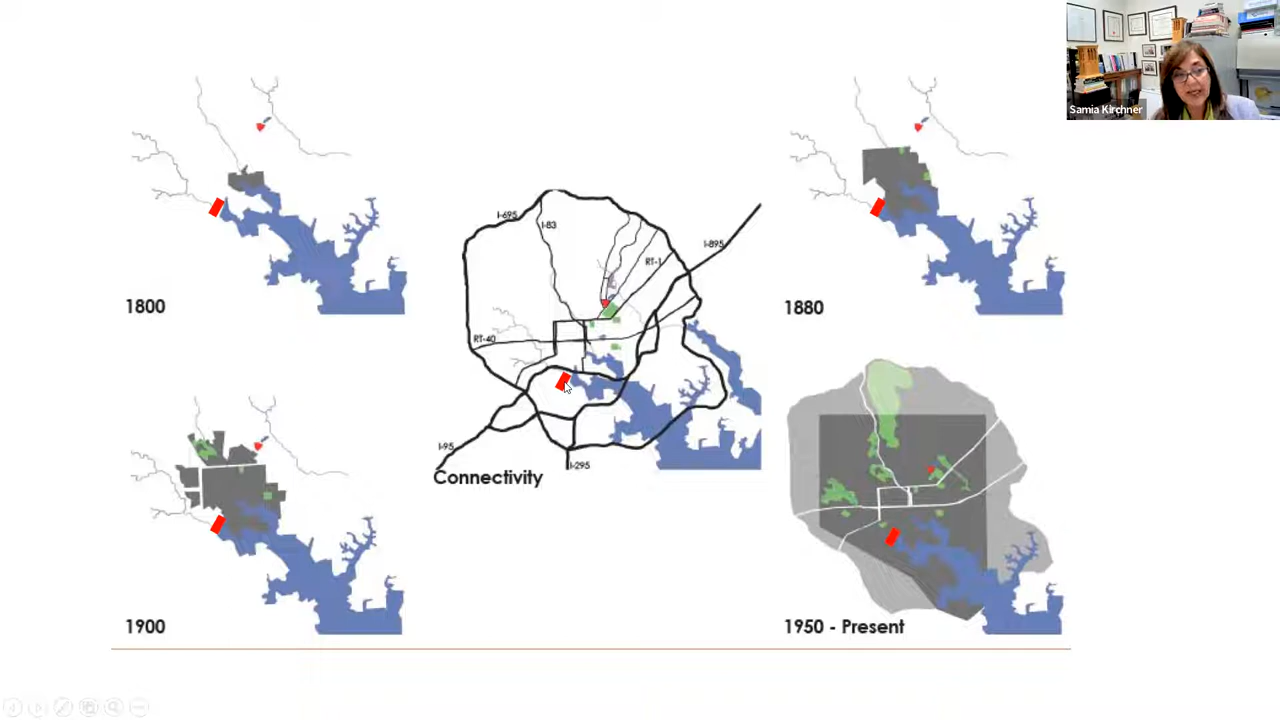 Samia Kirchner
1800
1880
I-695
I-83
I-895
RT-1
RT-40
I-95
I-295
Connectivity
1900
1950 - Present